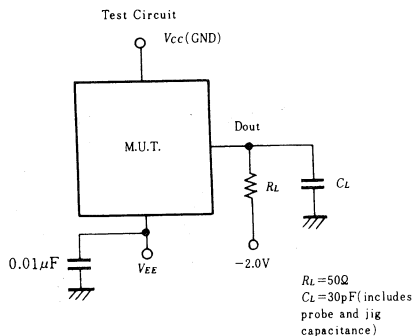 Test Circuit
Vcc(GND)
Dout
M.U.T.
RL
CL
0.01μF
VEE
−2.0V
RL=50Ω
CL=30pF(includes
probe and jig
capacitance)